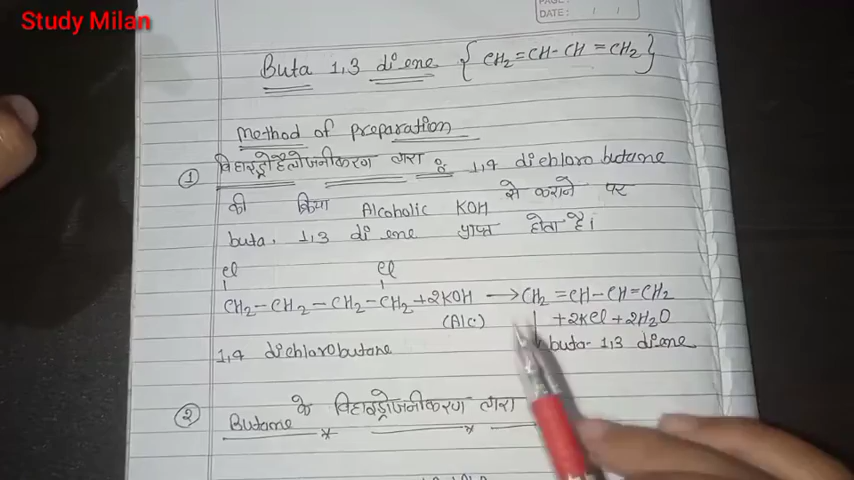 Study Milan
PAGE:
DATE: / /
Buta 1,3 di ene {CH₂=CH-CH=CH₂}
Method of preparation
① विहाइड्रोहैलोजनीकरण द्वारा : 1,4 dichloro butane
की क्रिया Alcoholic KOH से कराने पर
buta. 1,3 di ene प्राप्त होता है।
Cl Cl
CH₂-CH₂-CH₂-CH₂+2KOH → CH₂=CH-CH=CH₂
(Alc.) +2KCl+2H₂O
1,4 dichlorobutane buta-1,3 diene
② Butane के विहाइड्रोजनीकरण द्वारा